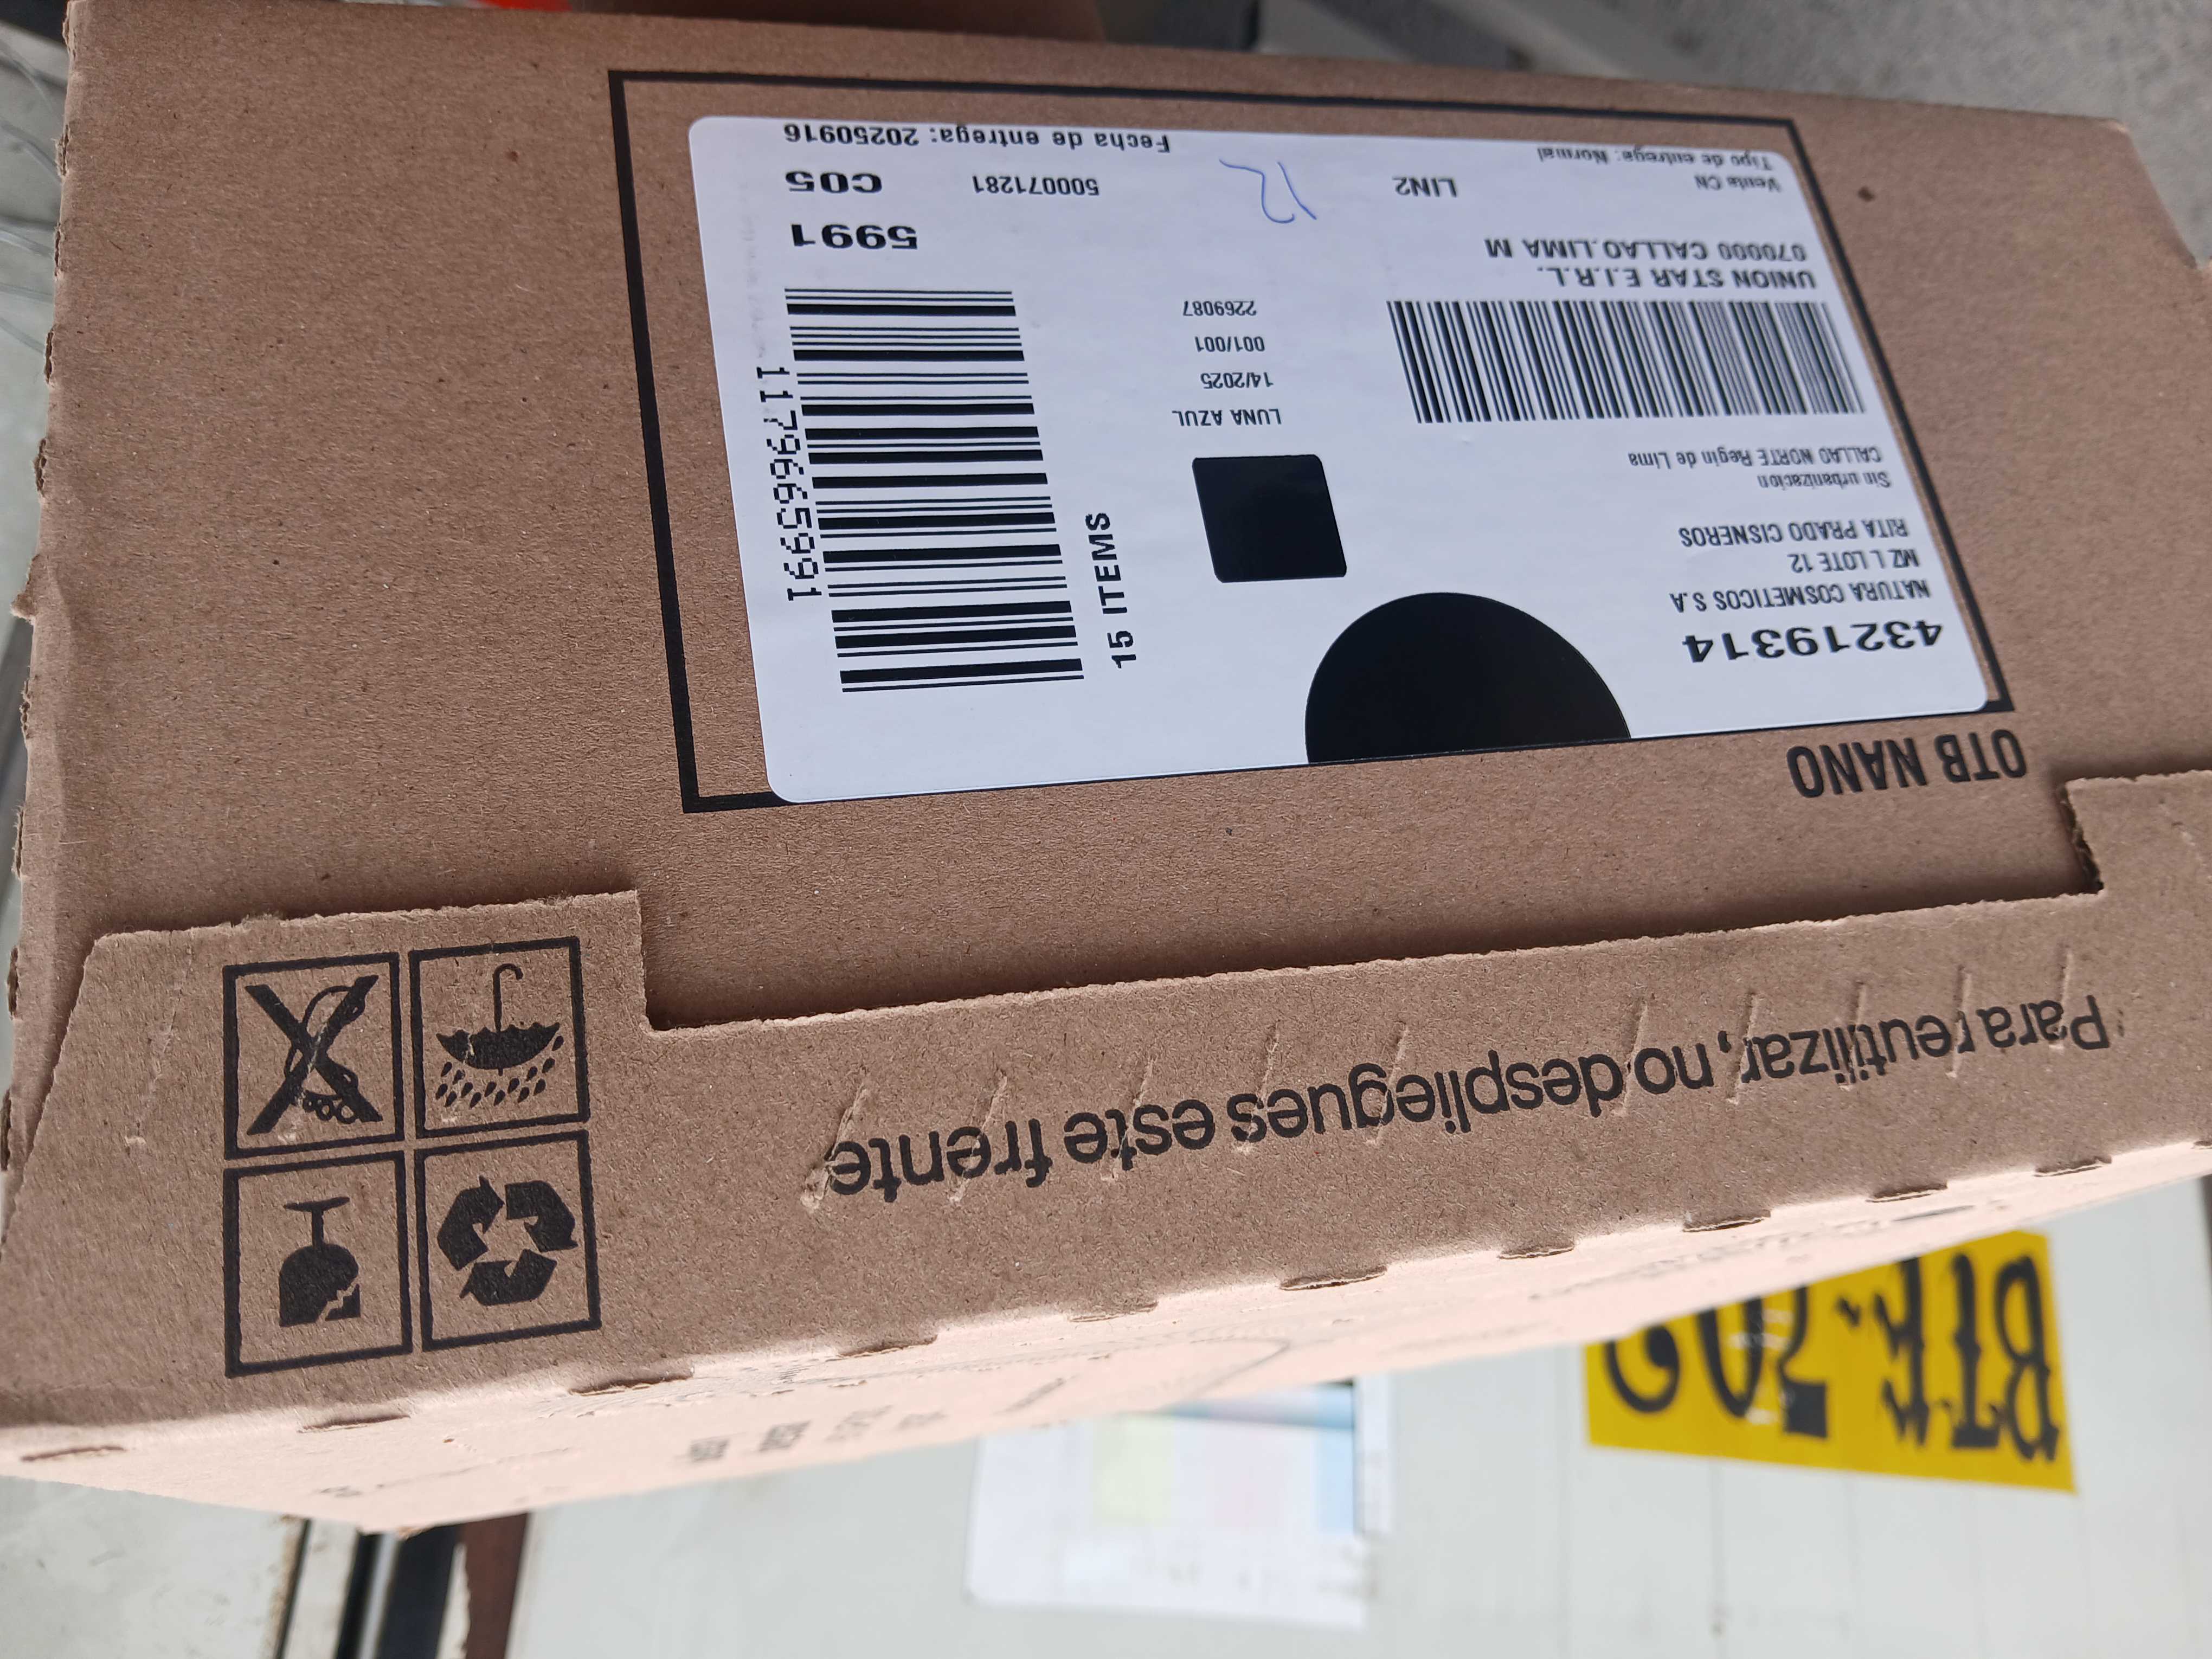 OTB NANO
43219314
NATURA COSMETICOS S.A
MZ L LOTE 12
RITA PRADO CISNEROS
Sin urbanizacion
CALLAO NORTE Regin de Lima
UNION STAR E.I.R.L.
070000 CALLAO.LIMA M
Venta CN
LIN2
Tipo de entrega: Normal
LUNA AZUL
14/2025
001/001
2269087
12
15 ITEMS
1179665991
5991
500071281
C05
Fecha de entrega: 20250916
Para reutilizar, no despliegues este frente